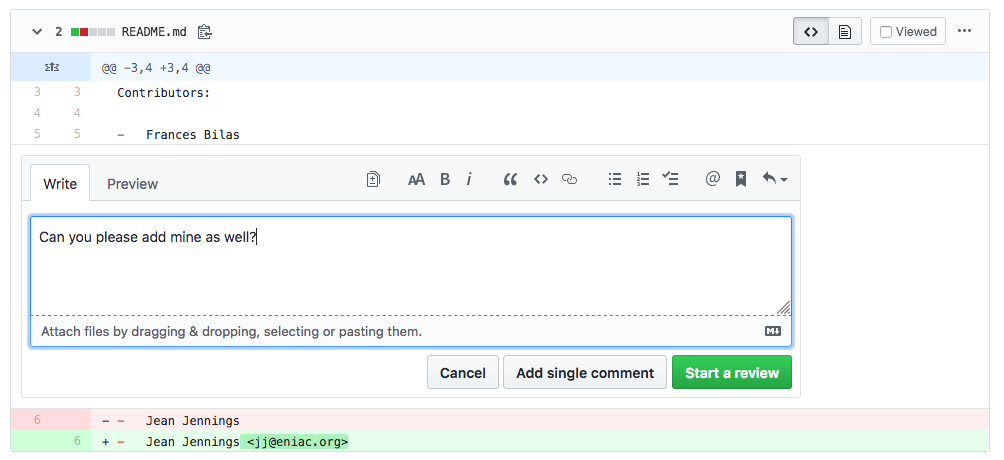 2 README.md Viewed
@@ -3,4 +3,4 @@
3 3 Contributors:
4 4
5 5 - Frances Bilas
Write Preview AA B i “ <> @
Can you please add mine as well?
Attach files by dragging & dropping, selecting or pasting them. M↓
Cancel Add single comment Start a review
6 - - Jean Jennings
6 + - Jean Jennings <jj@eniac.org>